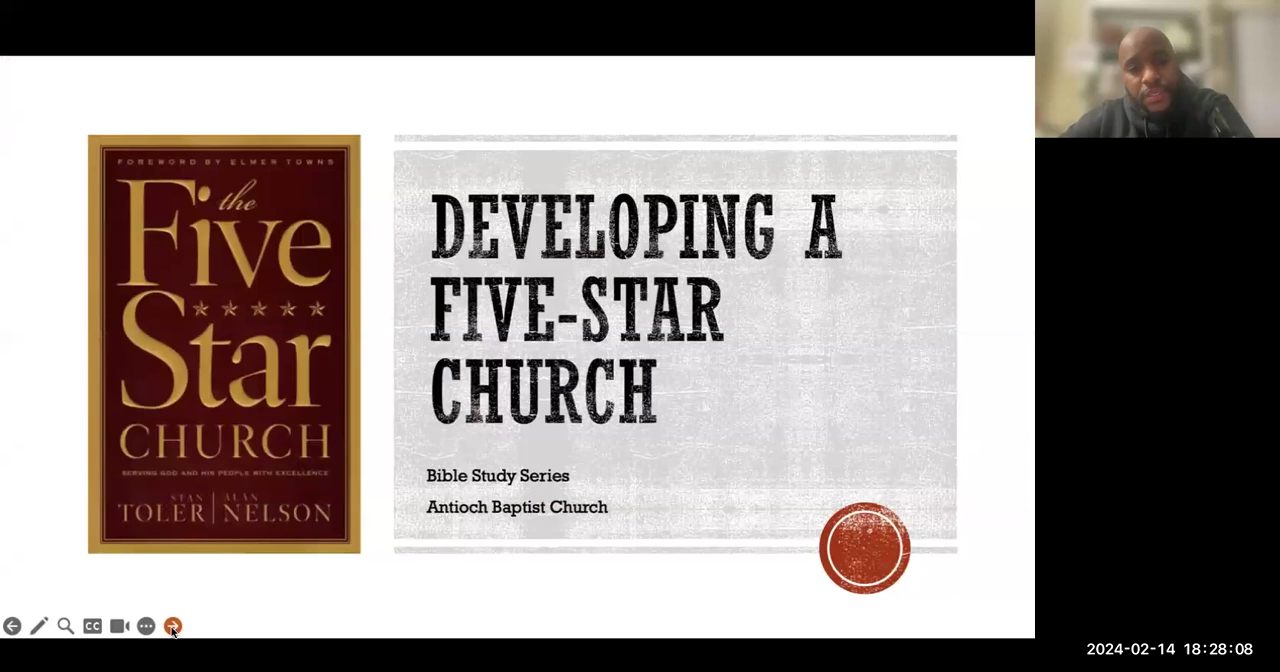 FOREWORD BY ELMER TOWNS
the
Five
Star
CHURCH
SERVING GOD AND HIS PEOPLE WITH EXCELLENCE
STAN TOLER | ALAN NELSON
DEVELOPING A
FIVE-STAR
CHURCH
Bible Study Series
Antioch Baptist Church
CC
2024-02-14 18:28:08